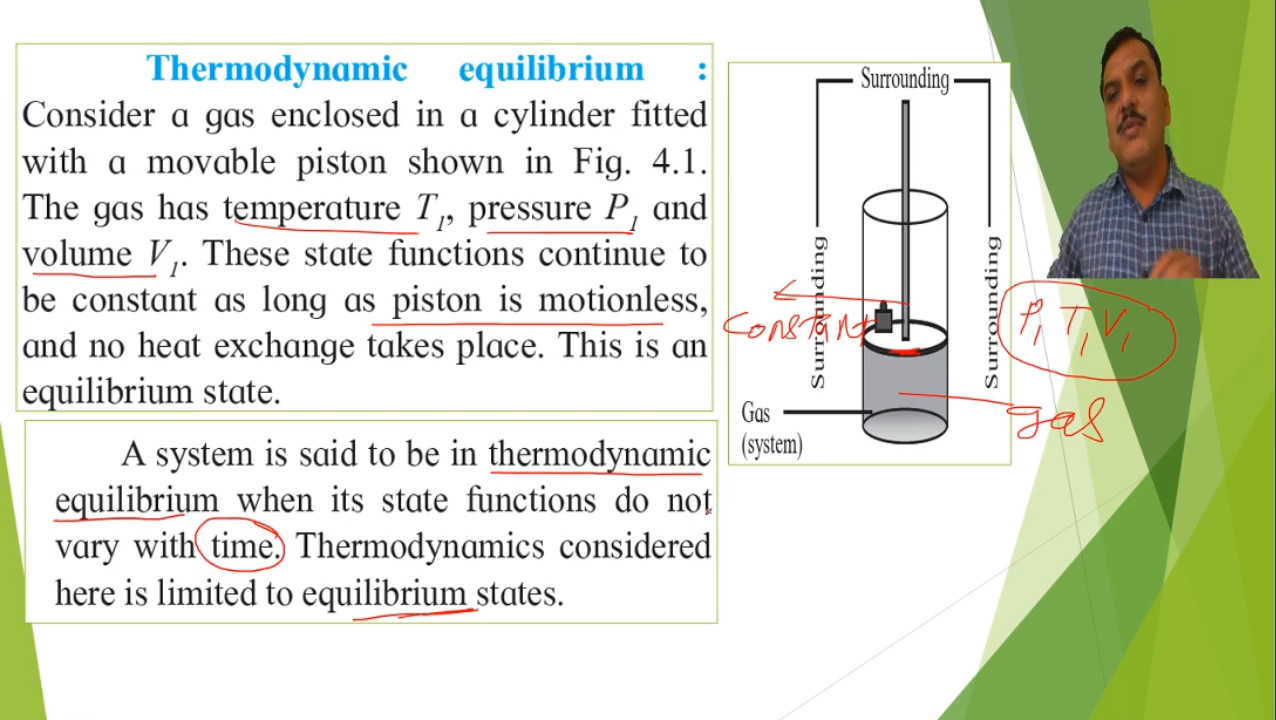 Thermodynamic equilibrium :
Consider a gas enclosed in a cylinder fitted
with a movable piston shown in Fig. 4.1.
The gas has temperature T₁, pressure P₁ and
volume V₁. These state functions continue to
be constant as long as piston is motionless,
and no heat exchange takes place. This is an
equilibrium state.
A system is said to be in thermodynamic
equilibrium when its state functions do not
vary with time. Thermodynamics considered
here is limited to equilibrium states.
Surrounding
Surrounding
Surrounding
Constant
P₁ T₁ V₁
gas
Gas
(system)